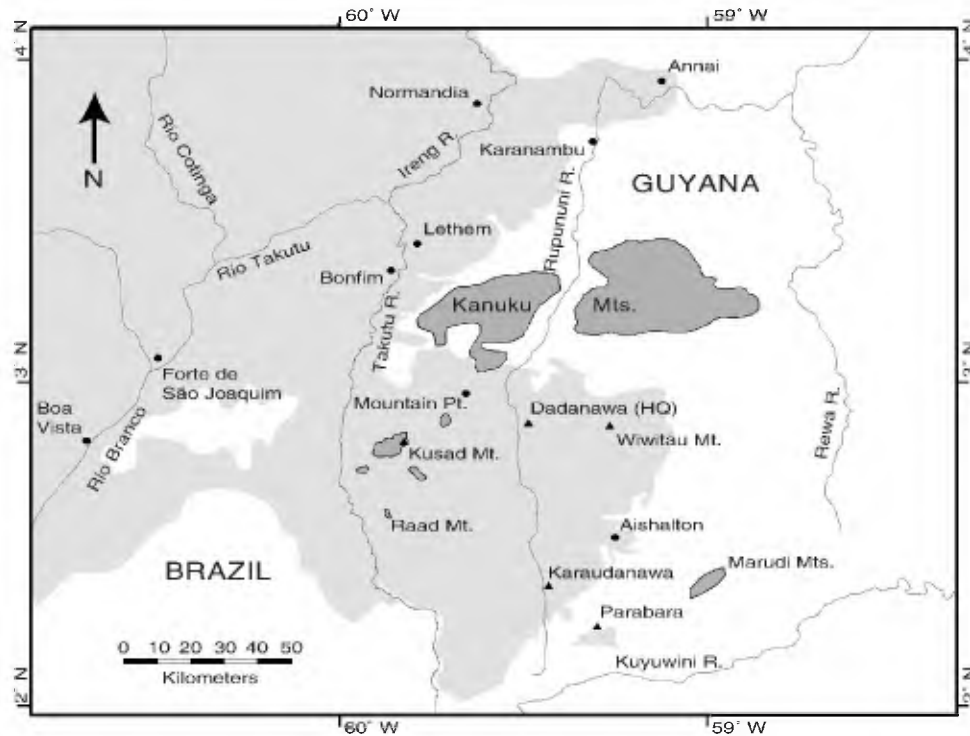 60° W
59° W
4° N
4° N
Annai
Normandia
Rio Cotinga
Ireng R.
Karanambu
N
GUYANA
Rupununi R.
Lethem
Rio Takutu
Bonfim
Kanuku
Mts.
Takutu R.
3° N
3° N
Forte de
São Joaquim
Mountain Pt.
Boa
Vista
Dadanawa (HQ)
Rewa R.
Wiwitau Mt.
Rio Branco
Kusad Mt.
Raad Mt.
Aishalton
BRAZIL
Marudi Mts.
Karaudanawa
Parabara
0 10 20 30 40 50
Kilometers
Kuyuwini R.
2° N
2° N
60° W
59° W